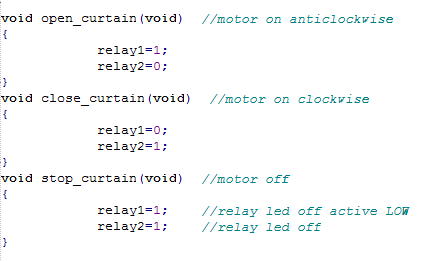 void open_curtain(void)  //motor on anticlockwise
{
            relay1=1;
            relay2=0;
}
void close_curtain(void)  //motor on clockwise
{
            relay1=0;
            relay2=1;
}
void stop_curtain(void)  //motor off
{
            relay1=1;    //relay led off active LOW
            relay2=1;    //relay led off
}